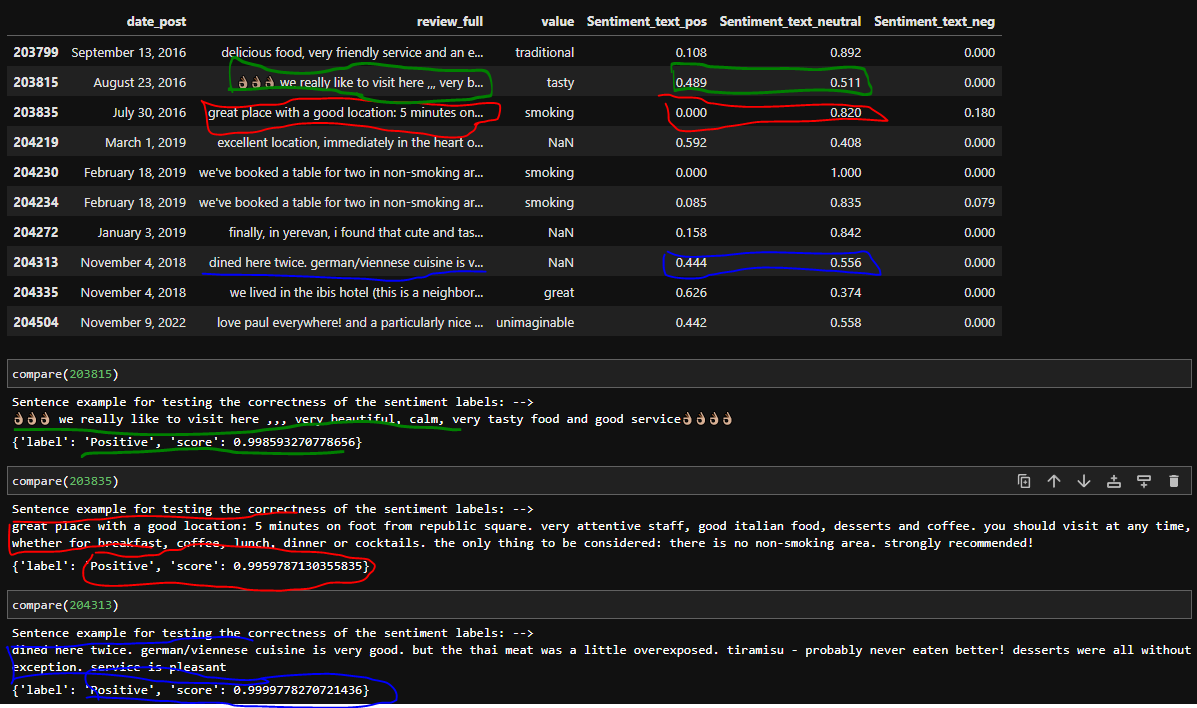 date_post review_full value Sentiment_text_pos Sentiment_text_neutral Sentiment_text_neg
203799 September 13, 2016 delicious food, very friendly service and an e... traditional 0.108 0.892 0.000
203815 August 23, 2016 👌🏽👌🏽👌🏽 we really like to visit here ,,, very b... tasty 0.489 0.511 0.000
203835 July 30, 2016 great place with a good location: 5 minutes on... smoking 0.000 0.820 0.180
204219 March 1, 2019 excellent location, immediately in the heart o... NaN 0.592 0.408 0.000
204230 February 18, 2019 we've booked a table for two in non-smoking ar... smoking 0.000 1.000 0.000
204234 February 18, 2019 we've booked a table for two in non-smoking ar... smoking 0.085 0.835 0.079
204272 January 3, 2019 finally, in yerevan, i found that cute and tas... NaN 0.158 0.842 0.000
204313 November 4, 2018 dined here twice. german/viennese cuisine is v... NaN 0.444 0.556 0.000
204335 November 4, 2018 we lived in the ibis hotel (this is a neighbor... great 0.626 0.374 0.000
204504 November 9, 2022 love paul everywhere! and a particularly nice ... unimaginable 0.442 0.558 0.000
compare(203815)
Sentence example for testing the correctness of the sentiment labels: -->
👌🏽👌🏽👌🏽 we really like to visit here ,,, very beautiful, calm, very tasty food and good service👌🏽👌🏽👌🏽👌🏽
{'label': 'Positive', 'score': 0.998593270778656}
compare(203835)
Sentence example for testing the correctness of the sentiment labels: -->
great place with a good location: 5 minutes on foot from republic square. very attentive staff, good italian food, desserts and coffee. you should visit at any time,
whether for breakfast, coffee, lunch, dinner or cocktails. the only thing to be considered: there is no non-smoking area. strongly recommended!
{'label': 'Positive', 'score': 0.9959787130355835}
compare(204313)
Sentence example for testing the correctness of the sentiment labels: -->
dined here twice. german/viennese cuisine is very good. but the thai meat was a little overexposed. tiramisu - probably never eaten better! desserts were all without
exception. service is pleasant
{'label': 'Positive', 'score': 0.9999778270721436}